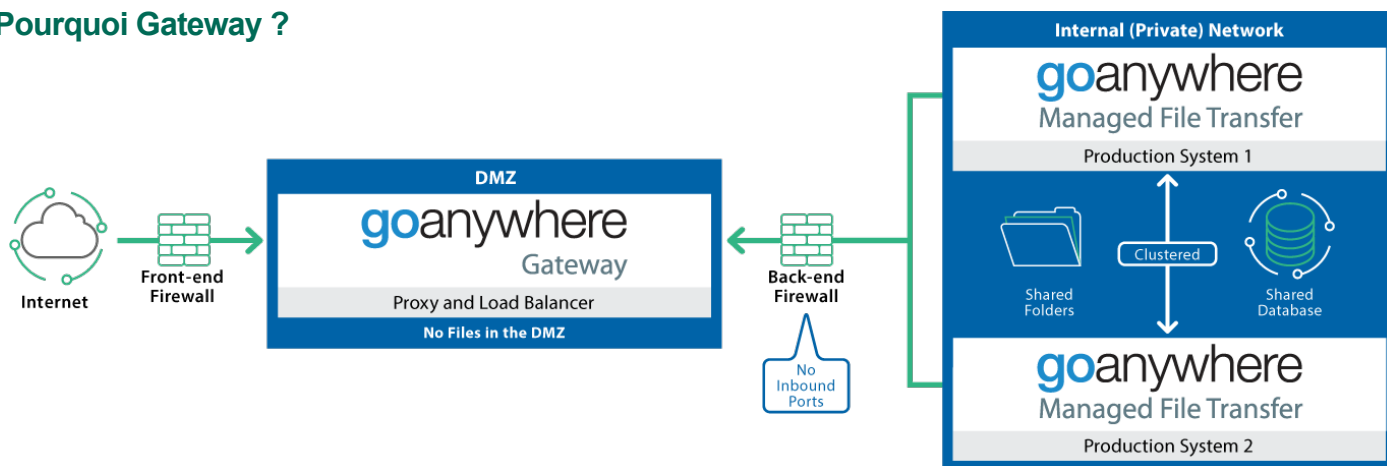 Pourquoi Gateway ?
Internet
Front-end
Firewall
DMZ
goanywhere
Gateway
Proxy and Load Balancer
No Files in the DMZ
Back-end
Firewall
No
Inbound
Ports
Internal (Private) Network
goanywhere
Managed File Transfer
Production System 1
Shared
Folders
Clustered
Shared
Database
goanywhere
Managed File Transfer
Production System 2